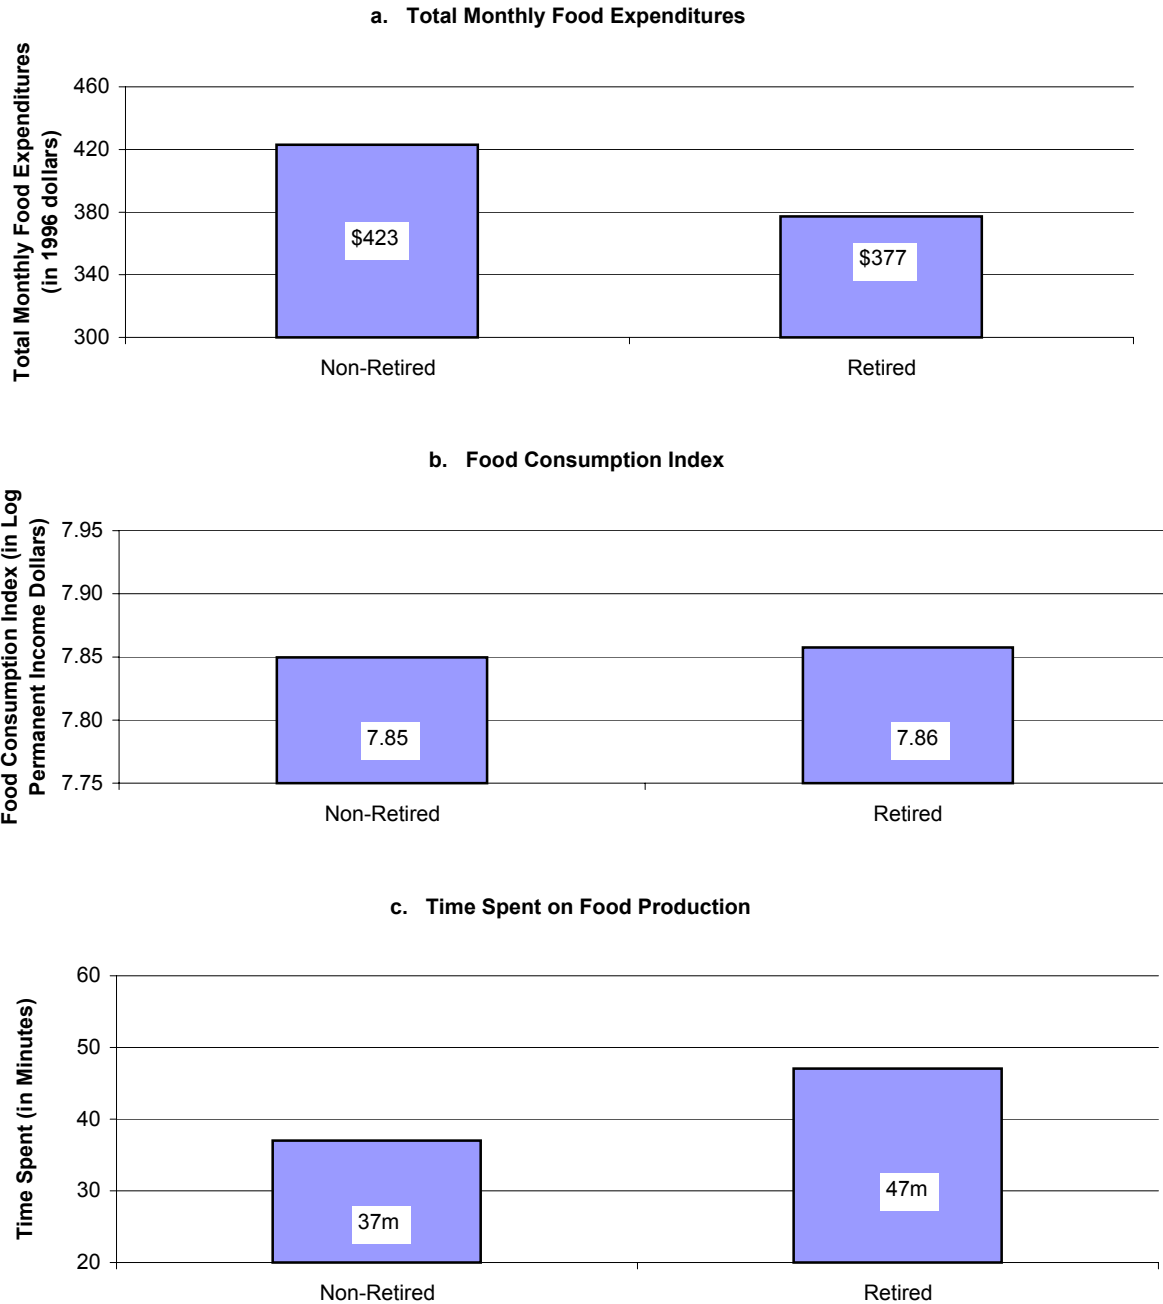 a. Total Monthly Food Expenditures
Total Monthly Food Expenditures
(in 1996 dollars)
460
420
380
340
300
$423
$377
Non-Retired
Retired
b. Food Consumption Index
Food Consumption Index (in Log
Permanent Income Dollars)
7.95
7.90
7.85
7.80
7.75
7.85
7.86
Non-Retired
Retired
c. Time Spent on Food Production
Time Spent (in Minutes)
60
50
40
30
20
37m
47m
Non-Retired
Retired